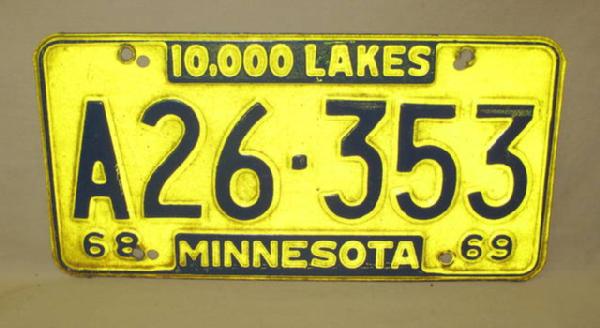 10,000 LAKES
A26·353
68 MINNESOTA 69